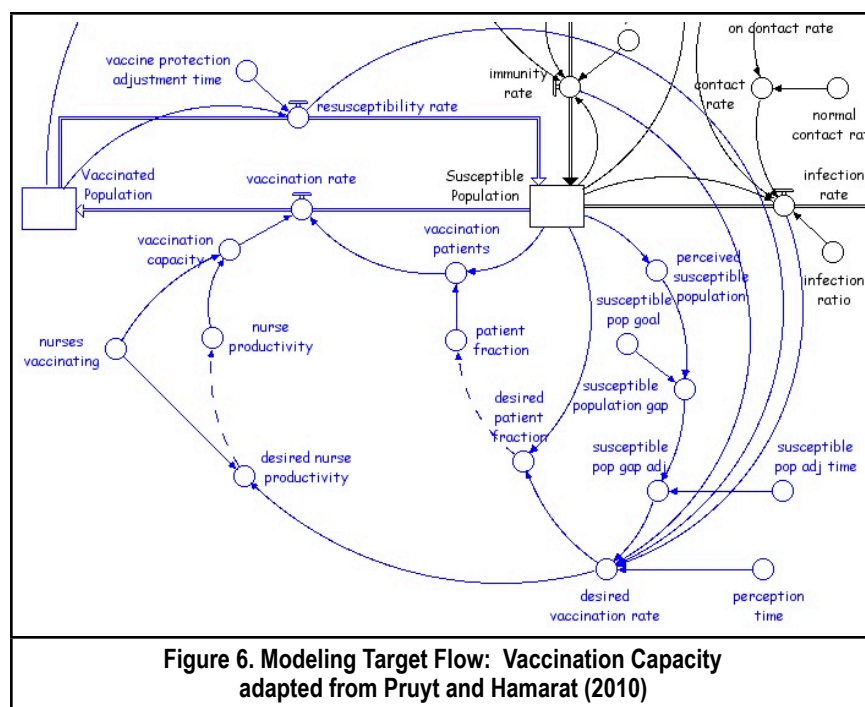 on contact rate
vaccine protection
adjustment time
immunity
rate
contact
rate
resusceptibility rate
normal
contact rat
Vaccinated
Population
vaccination rate
Susceptible
Population
infection
rate
vaccination
capacity
vaccination
patients
perceived
susceptible
population
infection
ratio
susceptible
pop goal
nurses
vaccinating
nurse
productivity
patient
fraction
desired
patient
fraction
susceptible
population gap
susceptible
pop gap adj
susceptible
pop adj time
desired nurse
productivity
desired
vaccination rate
perception
time
Figure 6. Modeling Target Flow: Vaccination Capacity
adapted from Pruyt and Hamarat (2010)